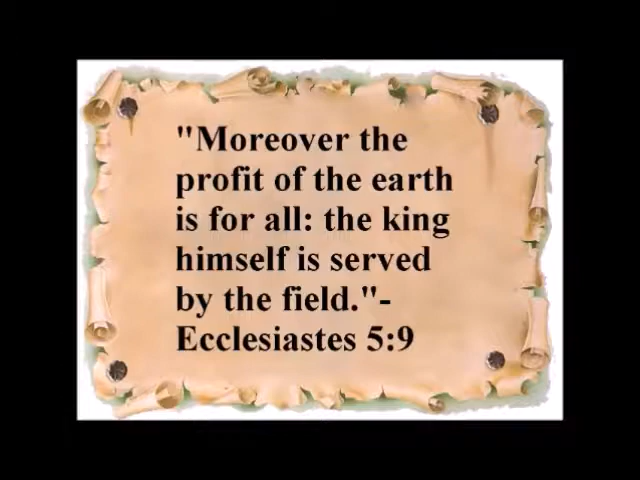 "Moreover the
profit of the earth
is for all: the king
himself is served
by the field."-
Ecclesiastes 5:9